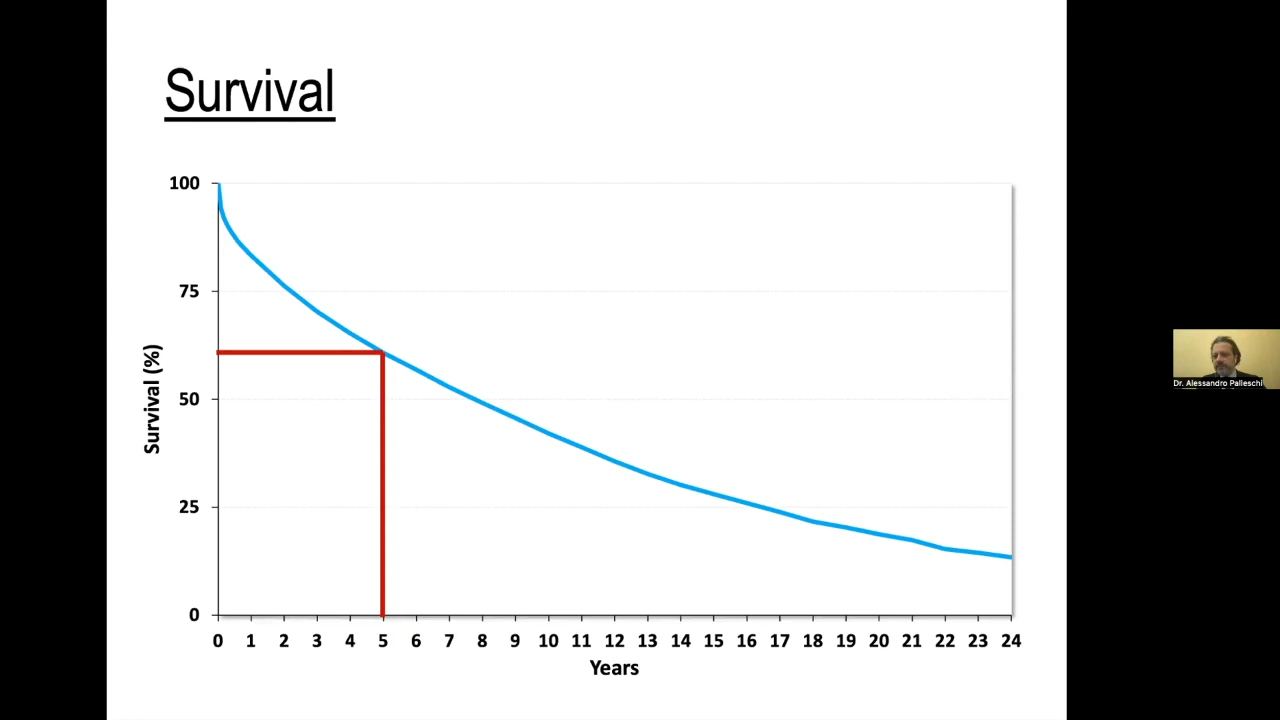 Survival
100
75
50
25
0
Survival (%)
0 1 2 3 4 5 6 7 8 9 10 11 12 13 14 15 16 17 18 19 20 21 22 23 24
Years
Dr. Alessandro Palleschi